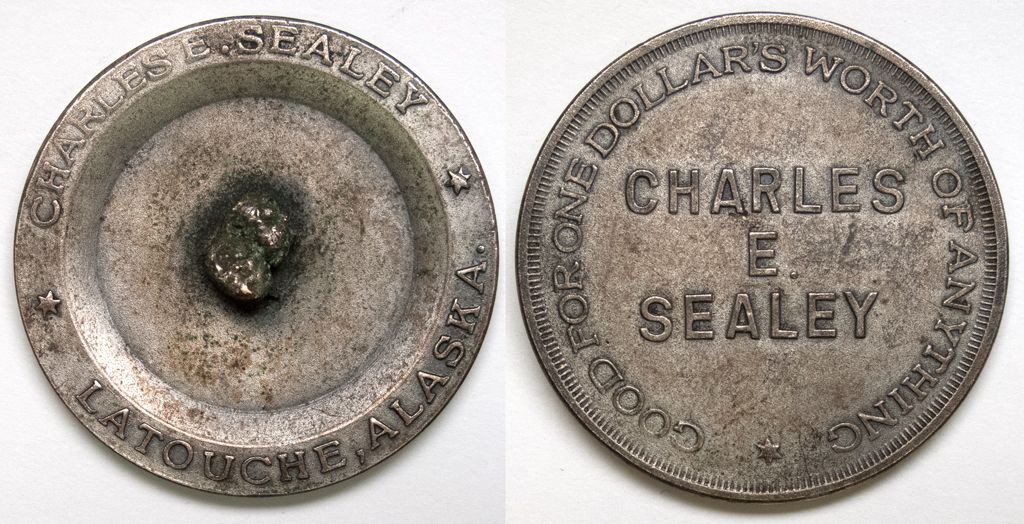 CHARLES E. SEALEY
LATOUCHE, ALASKA.
GOOD FOR ONE DOLLAR'S WORTH OF ANYTHING
CHARLES
E.
SEALEY